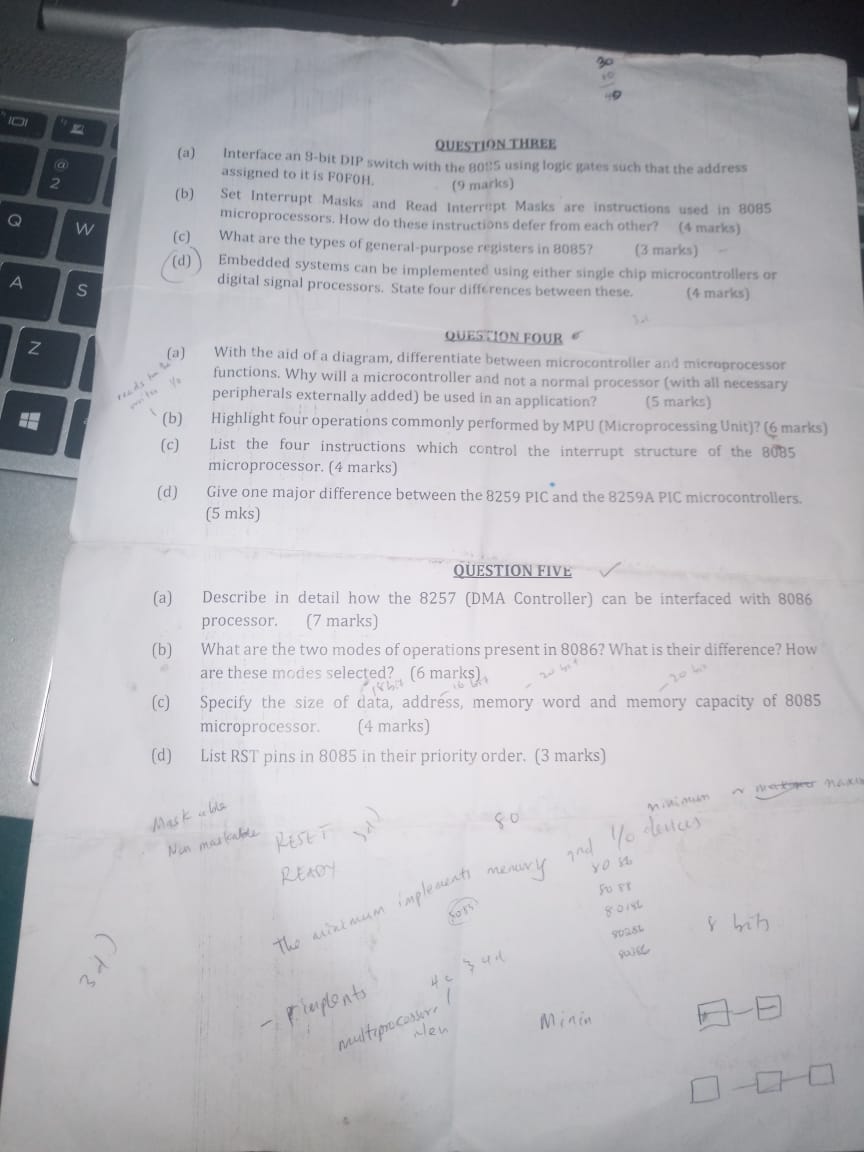 30
10
40
QUESTION THREE
(a) Interface an 8-bit DIP switch with the 8085 using logic gates such that the address
assigned to it is F0F0H. (9 marks)
(b) Set Interrupt Masks and Read Interrupt Masks are instructions used in 8085
microprocessors. How do these instructions defer from each other? (4 marks)
(c) What are the types of general-purpose registers in 8085? (3 marks)
(d) Embedded systems can be implemented using either single chip microcontrollers or
digital signal processors. State four differences between these. (4 marks)
QUESTION FOUR
(a) With the aid of a diagram, differentiate between microcontroller and microprocessor
functions. Why will a microcontroller and not a normal processor (with all necessary
peripherals externally added) be used in an application? (5 marks)
(b) Highlight four operations commonly performed by MPU (Microprocessing Unit)? (6 marks)
(c) List the four instructions which control the interrupt structure of the 8085
microprocessor. (4 marks)
(d) Give one major difference between the 8259 PIC and the 8259A PIC microcontrollers.
(5 mks)
QUESTION FIVE
(a) Describe in detail how the 8257 (DMA Controller) can be interfaced with 8086
processor. (7 marks)
(b) What are the two modes of operations present in 8086? What is their difference? How
are these modes selected? (6 marks)
16 bit 20 bit 20 bit
(c) Specify the size of data, address, memory word and memory capacity of 8085
microprocessor. (4 marks)
(d) List RST pins in 8085 in their priority order. (3 marks)
Maskable
Non maskable
RESET
READY
3d)
80
minimum
The minimum implements memory and I/O devices
8085
8086
8088
80186
80286
80386
8 bits
3d)
4c 3 4d
multiprocessor
Minin